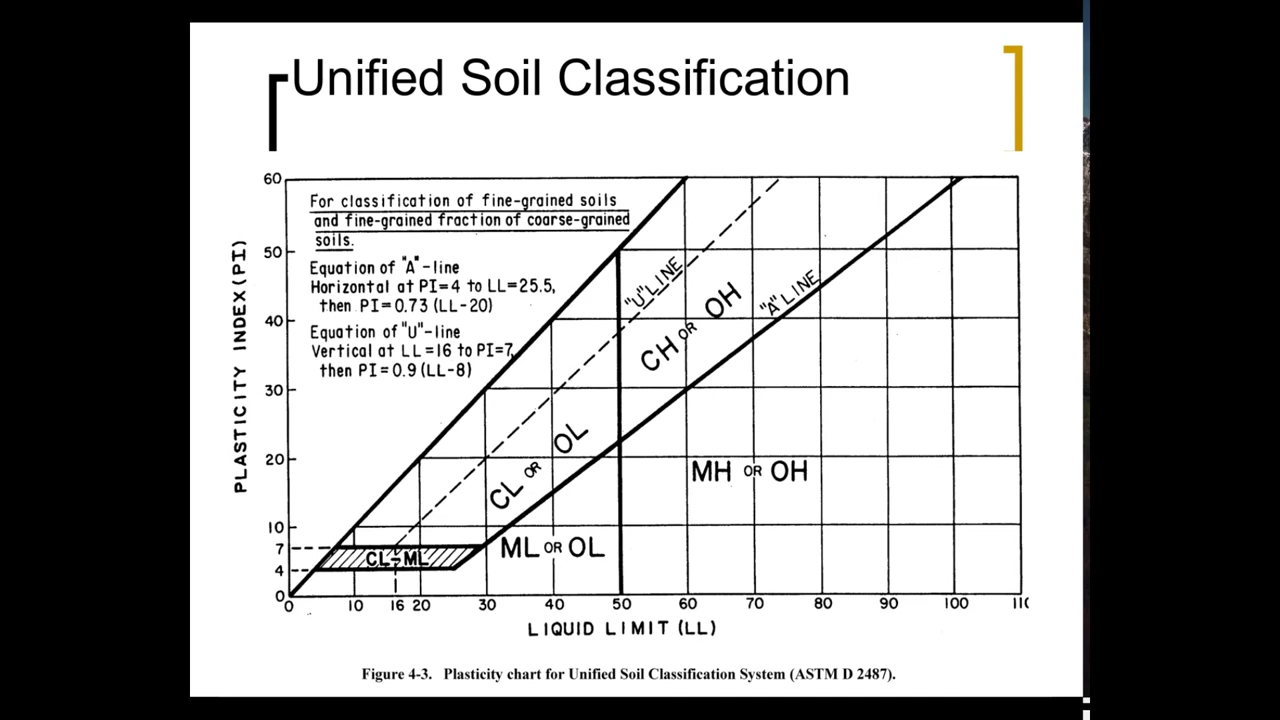 Unified Soil Classification
For classification of fine-grained soils
and fine-grained fraction of coarse-grained
soils.
Equation of "A"-line
Horizontal at PI=4 to LL=25.5,
then PI=0.73 (LL-20)
Equation of "U"-line
Vertical at LL=16 to PI=7,
then PI=0.9 (LL-8)
PLASTICITY INDEX (PI)
60
50
40
30
20
10
7
4
0
"U" LINE
"A" LINE
CH OR OH
CL OR OL
MH OR OH
ML OR OL
CL-ML
0 10 16 20 30 40 50 60 70 80 90 100
LIQUID LIMIT (LL)
Figure 4-3. Plasticity chart for Unified Soil Classification System (ASTM D 2487).